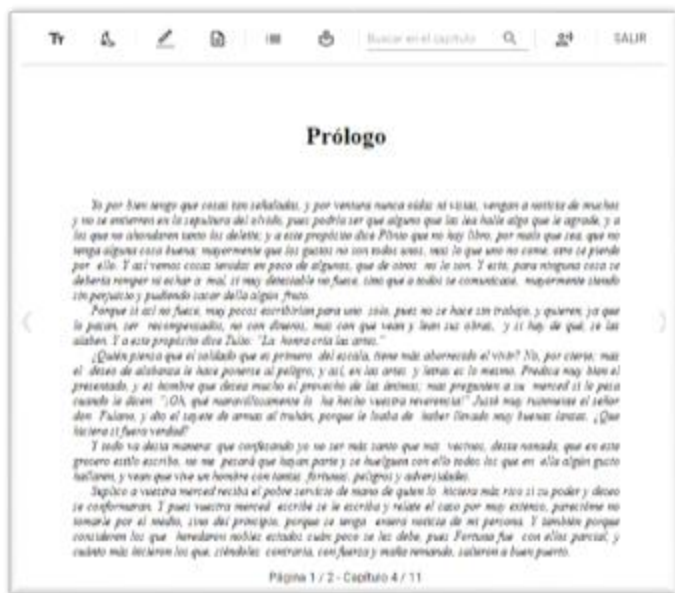 Tт
Buscar en el capítulo
SALIR
Prólogo
Yo por bien tengo que cosas tan señaladas, y por ventura nunca oídas ni vistas, vengan a noticia de muchos
y no se entierren en la sepultura del olvido, pues podría ser que alguno que las lea halle algo que le agrade, y a
los que no ahondaren tanto los deleite; y a este propósito dice Plinio que no hay libro, por malo que sea, que no
tenga alguna cosa buena; mayormente que los gustos no son todos unos, mas lo que uno no come, otro se pierde
por ello. Y así vemos cosas tenidas en poco de algunos, que de otros no lo son. Y esto, para ninguna cosa se
debería romper ni echar a mal, si muy detestable no fuese, sino que a todos se comunicase, mayormente siendo
sin perjuicio y pudiendo sacar della algún fruto.
Porque si así no fuese, muy pocos escribirían para uno solo, pues no se hace sin trabajo, y quieren, ya que
lo pasan, ser recompensados, no con dineros, mas con que vean y lean sus obras, y si hay de qué, se las
alaben. Y a este propósito dice Tulio: "La honra cría las artes."
¿Quién piensa que el soldado que es primero del escala, tiene más aborrecido el vivir? No, por cierto; mas
el deseo de alabanza le hace ponerse al peligro; y así, en las artes y letras es lo mesmo. Predica muy bien el
presentado, y es hombre que desea mucho el provecho de las ánimas; mas pregunten a su merced si le pesa
cuando le dicen: "¡Oh, qué maravillosamente lo ha hecho vuestra reverencia!" Justó muy ruinmente el señor
don Fulano, y dio el sayete de armas al truhán, porque le loaba de haber llevado muy buenas lanzas. ¿Que
hiciera si fuera verdad?
Y todo va desta manera: que confesando yo no ser más santo que mis vecinos, desta nonada, que en este
grosero estilo escribo, no me pesará que hayan parte y se huelguen con ello todos los que en ella algún gusto
hallaren, y vean que vive un hombre con tantas fortunas, peligros y adversidades.
Suplico a vuestra merced reciba el pobre servicio de mano de quien lo hiciera más rico si su poder y deseo
se conformaran. Y pues vuestra merced escribe se le escriba y relate el caso por muy extenso, parecióme no
tomarle por el medio, sino del principio, porque se tenga entera noticia de mi persona. Y también porque
consideren los que heredaron nobles estados cuán poco se les debe, pues Fortuna fue con ellos parcial, y
cuánto más hicieron los que, siéndoles contraria, con fuerza y maña remando, salieron a buen puerto.
Página 1 / 2 - Capítulo 4 / 11